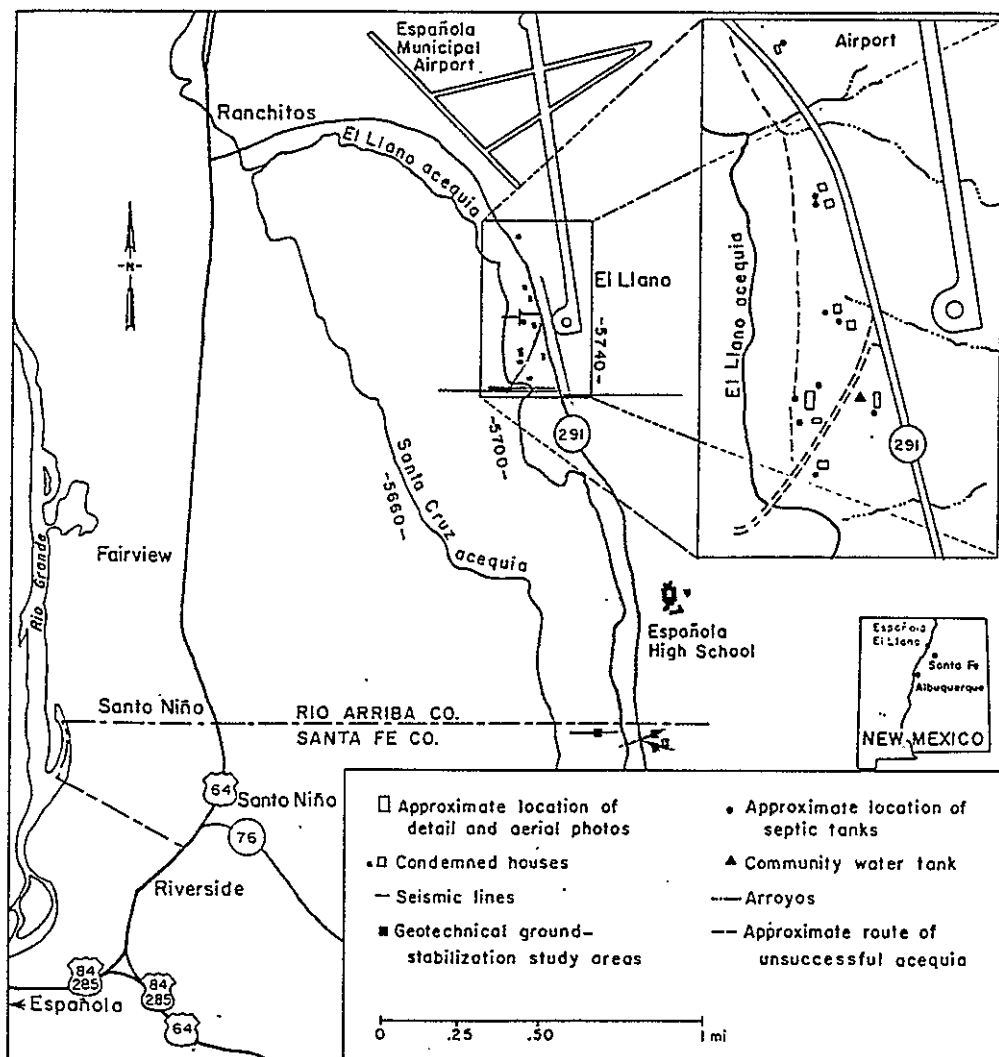 Española
Municipal
Airport
Airport
Ranchitos
El Llano acequia
-N-
El Llano
El Llano acequia
-5740-
291
291
-5700-
Santa Cruz
acequia
-5660-
Fairview
Rio Grande
Española
High School
Española
El Llano
Santa Fe
Albuquerque
NEW MEXICO
Santo Niño
RIO ARRIBA CO.
SANTA FE CO.
64
Santo Niño
76
Riverside
84
285
84
285
Española
64
Approximate location of
detail and aerial photos
Condemned houses
Seismic lines
Geotechnical ground-
stabilization study areas
Approximate location of
septic tanks
Community water tank
Arroyos
Approximate route of
unsuccessful acequia
0 .25 .50 1 mi